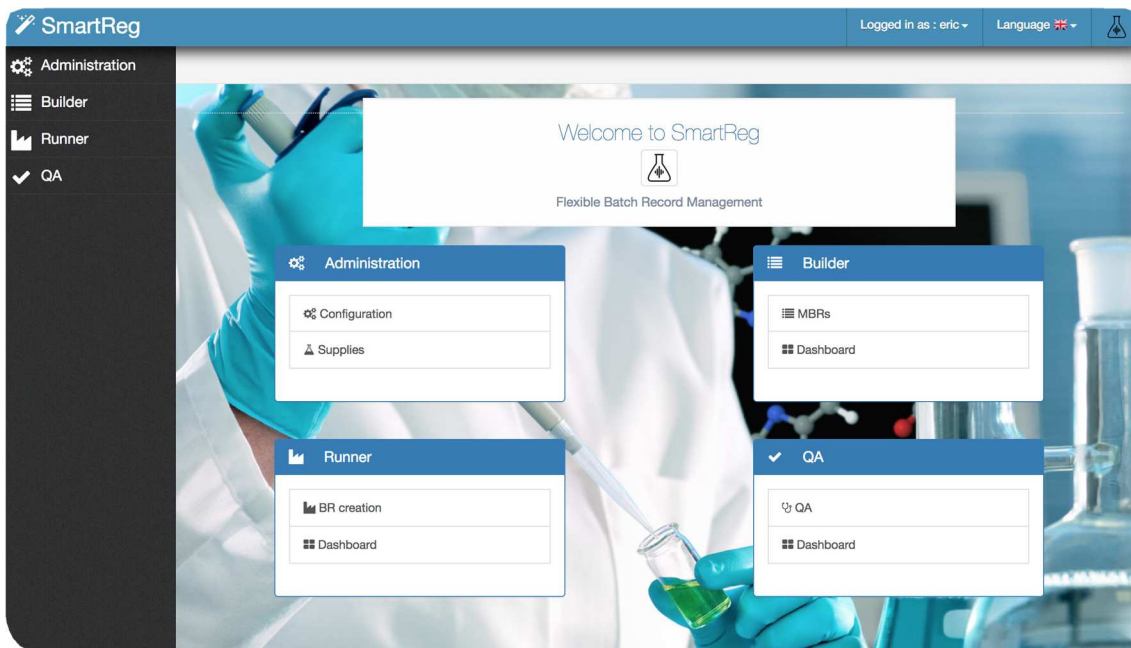 SmartReg
Logged in as : eric
Language
Administration
Builder
Runner
QA
Welcome to SmartReg
Flexible Batch Record Management
Administration
Configuration
Supplies
Builder
MBRs
Dashboard
Runner
BR creation
Dashboard
QA
QA
Dashboard